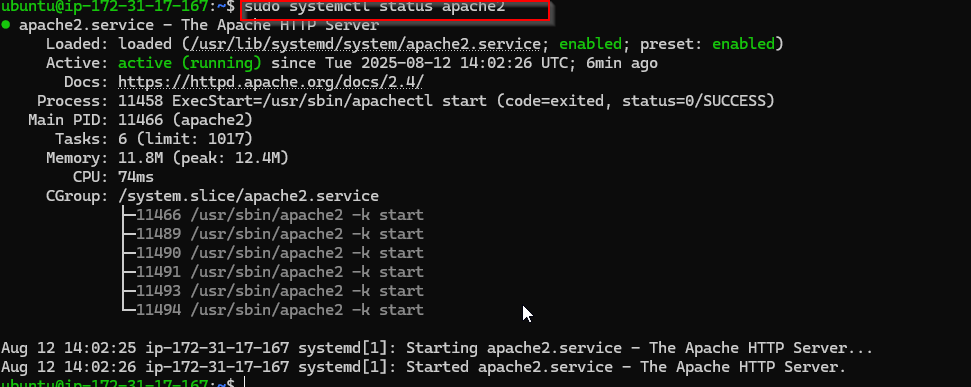 ubuntu@ip-172-31-17-167:~$ sudo systemctl status apache2
● apache2.service - The Apache HTTP Server
     Loaded: loaded (/usr/lib/systemd/system/apache2.service; enabled; preset: enabled)
     Active: active (running) since Tue 2025-08-12 14:02:26 UTC; 6min ago
       Docs: https://httpd.apache.org/docs/2.4/
    Process: 11458 ExecStart=/usr/sbin/apachectl start (code=exited, status=0/SUCCESS)
   Main PID: 11466 (apache2)
      Tasks: 6 (limit: 1017)
     Memory: 11.8M (peak: 12.4M)
        CPU: 74ms
     CGroup: /system.slice/apache2.service
             ├─11466 /usr/sbin/apache2 -k start
             ├─11489 /usr/sbin/apache2 -k start
             ├─11490 /usr/sbin/apache2 -k start
             ├─11491 /usr/sbin/apache2 -k start
             ├─11493 /usr/sbin/apache2 -k start
             └─11494 /usr/sbin/apache2 -k start
Aug 12 14:02:25 ip-172-31-17-167 systemd[1]: Starting apache2.service - The Apache HTTP Server...
Aug 12 14:02:26 ip-172-31-17-167 systemd[1]: Started apache2.service - The Apache HTTP Server.
ubuntu@ip-172-31-17-167:~$